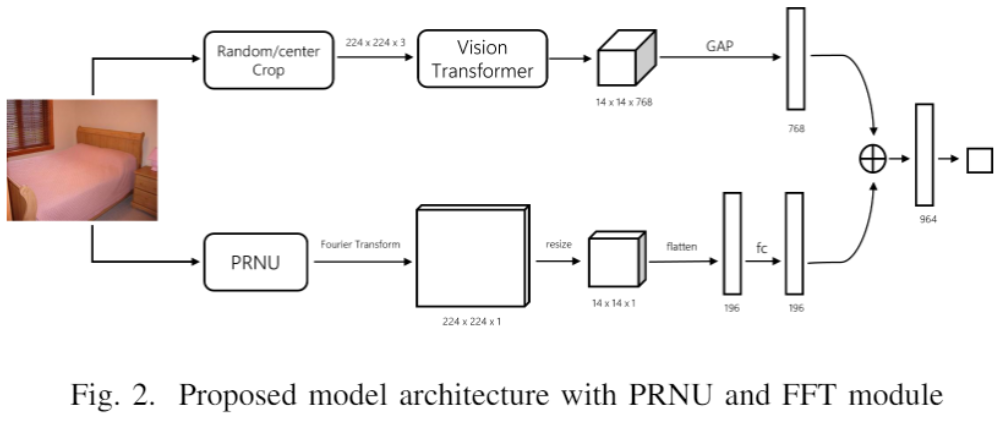 Random/center
Crop
224 x 224 x 3
Vision
Transformer
14 x 14 x 768
GAP
768
964
PRNU
Fourier Transform
224 x 224 x 1
resize
14 x 14 x 1
flatten
196
fc
196
Fig. 2. Proposed model architecture with PRNU and FFT module